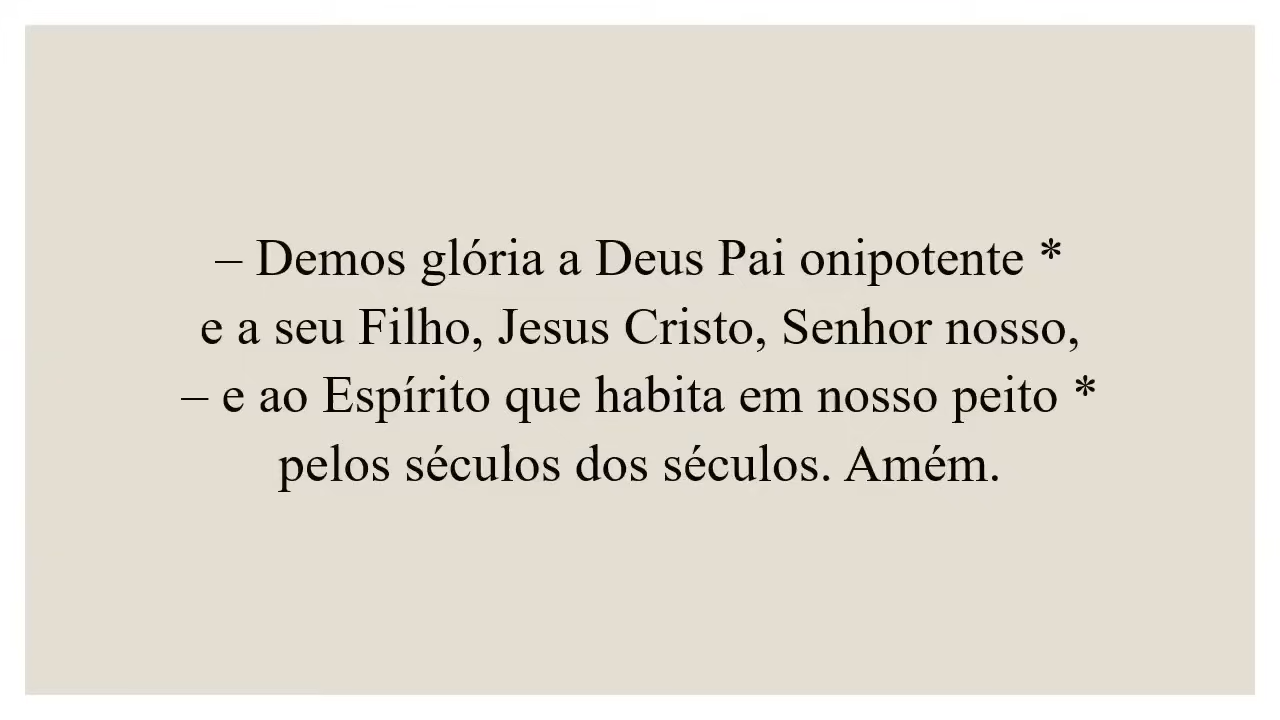 – Demos glória a Deus Pai onipotente *
e a seu Filho, Jesus Cristo, Senhor nosso,
– e ao Espírito que habita em nosso peito *
pelos séculos dos séculos. Amém.